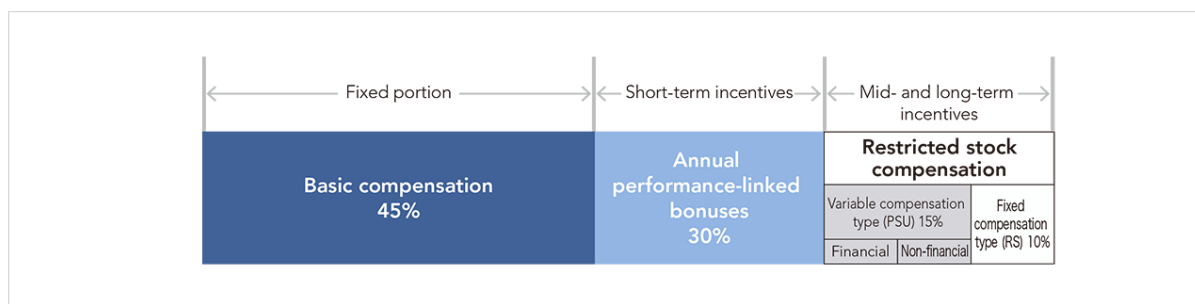 Fixed portion
Short-term incentives
Mid- and long-term
incentives
Basic compensation
45%
Annual
performance-linked
bonuses
30%
Restricted stock
compensation
Variable compensation
type (PSU) 15%
Financial
Non-financial
Fixed
compensation
type (RS) 10%